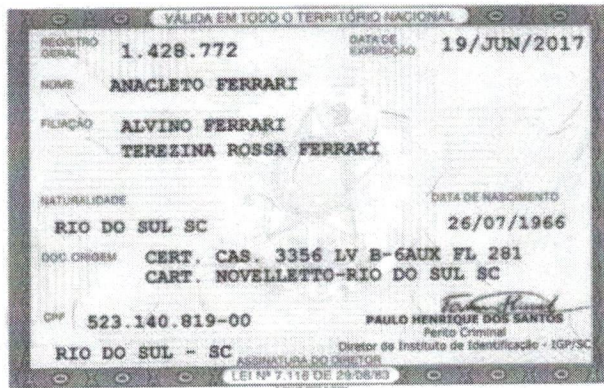 VÁLIDA EM TODO O TERRITÓRIO NACIONAL
REGISTRO GERAL 1.428.772 DATA DE EXPEDIÇÃO 19/JUN/2017
NOME ANACLETO FERRARI
FILIAÇÃO ALVINO FERRARI
TEREZINA ROSSA FERRARI
NATURALIDADE DATA DE NASCIMENTO
RIO DO SUL SC 26/07/1966
DOC. ORIGEM CERT. CAS. 3356 LV B-6AUX FL 281
CART. NOVELLETTO-RIO DO SUL SC
CPF 523.140.819-00
PAULO HENRIQUE DOS SANTOS
Perito Criminal
Diretor do Instituto de Identificação - IGP/SC
RIO DO SUL - SC
ASSINATURA DO DIRETOR
LEI Nº 7.116 DE 29/08/83